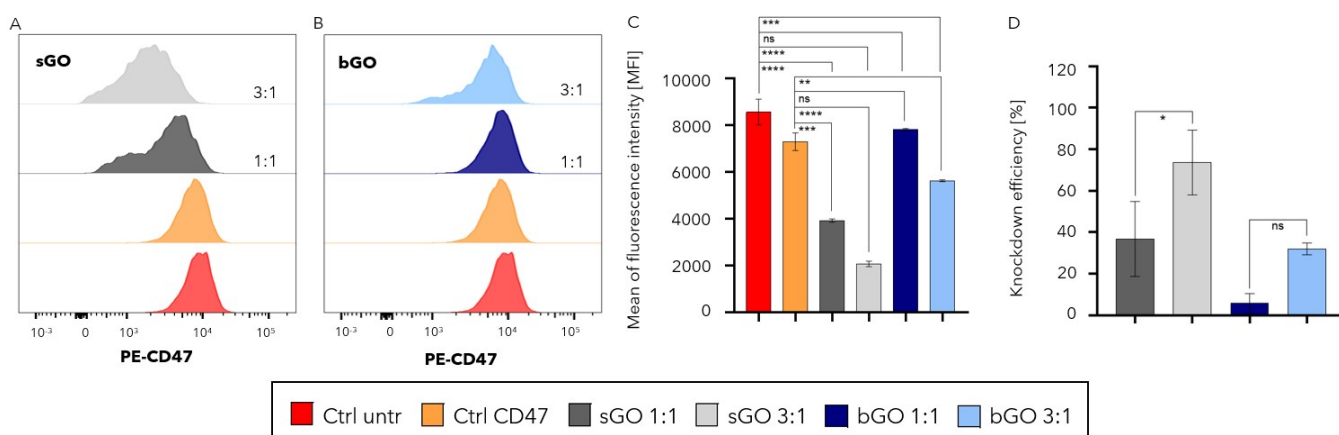 A
sGO
3:1
1:1
10-3
0
10³
10⁴
10⁵
PE-CD47
B
bGO
3:1
1:1
10-3
0
10³
10⁴
10⁵
PE-CD47
C
***
ns
****
****
**
ns
****
***
Mean of fluorescence intensity [MFI]
10000
8000
6000
4000
2000
0
D
Knockdown efficiency [%]
120
100
80
60
40
20
0
*
ns
Ctrl untr Ctrl CD47 sGO 1:1 sGO 3:1 bGO 1:1 bGO 3:1